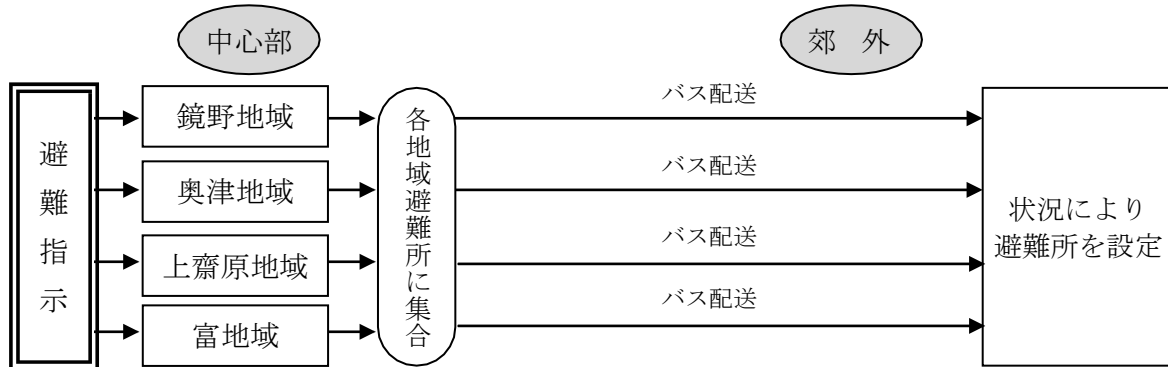 中心部
郊　外
避難指示
鏡野地域
奥津地域
上齋原地域
富地域
各地域避難所に集合
バス配送
バス配送
バス配送
バス配送
状況により
避難所を設定